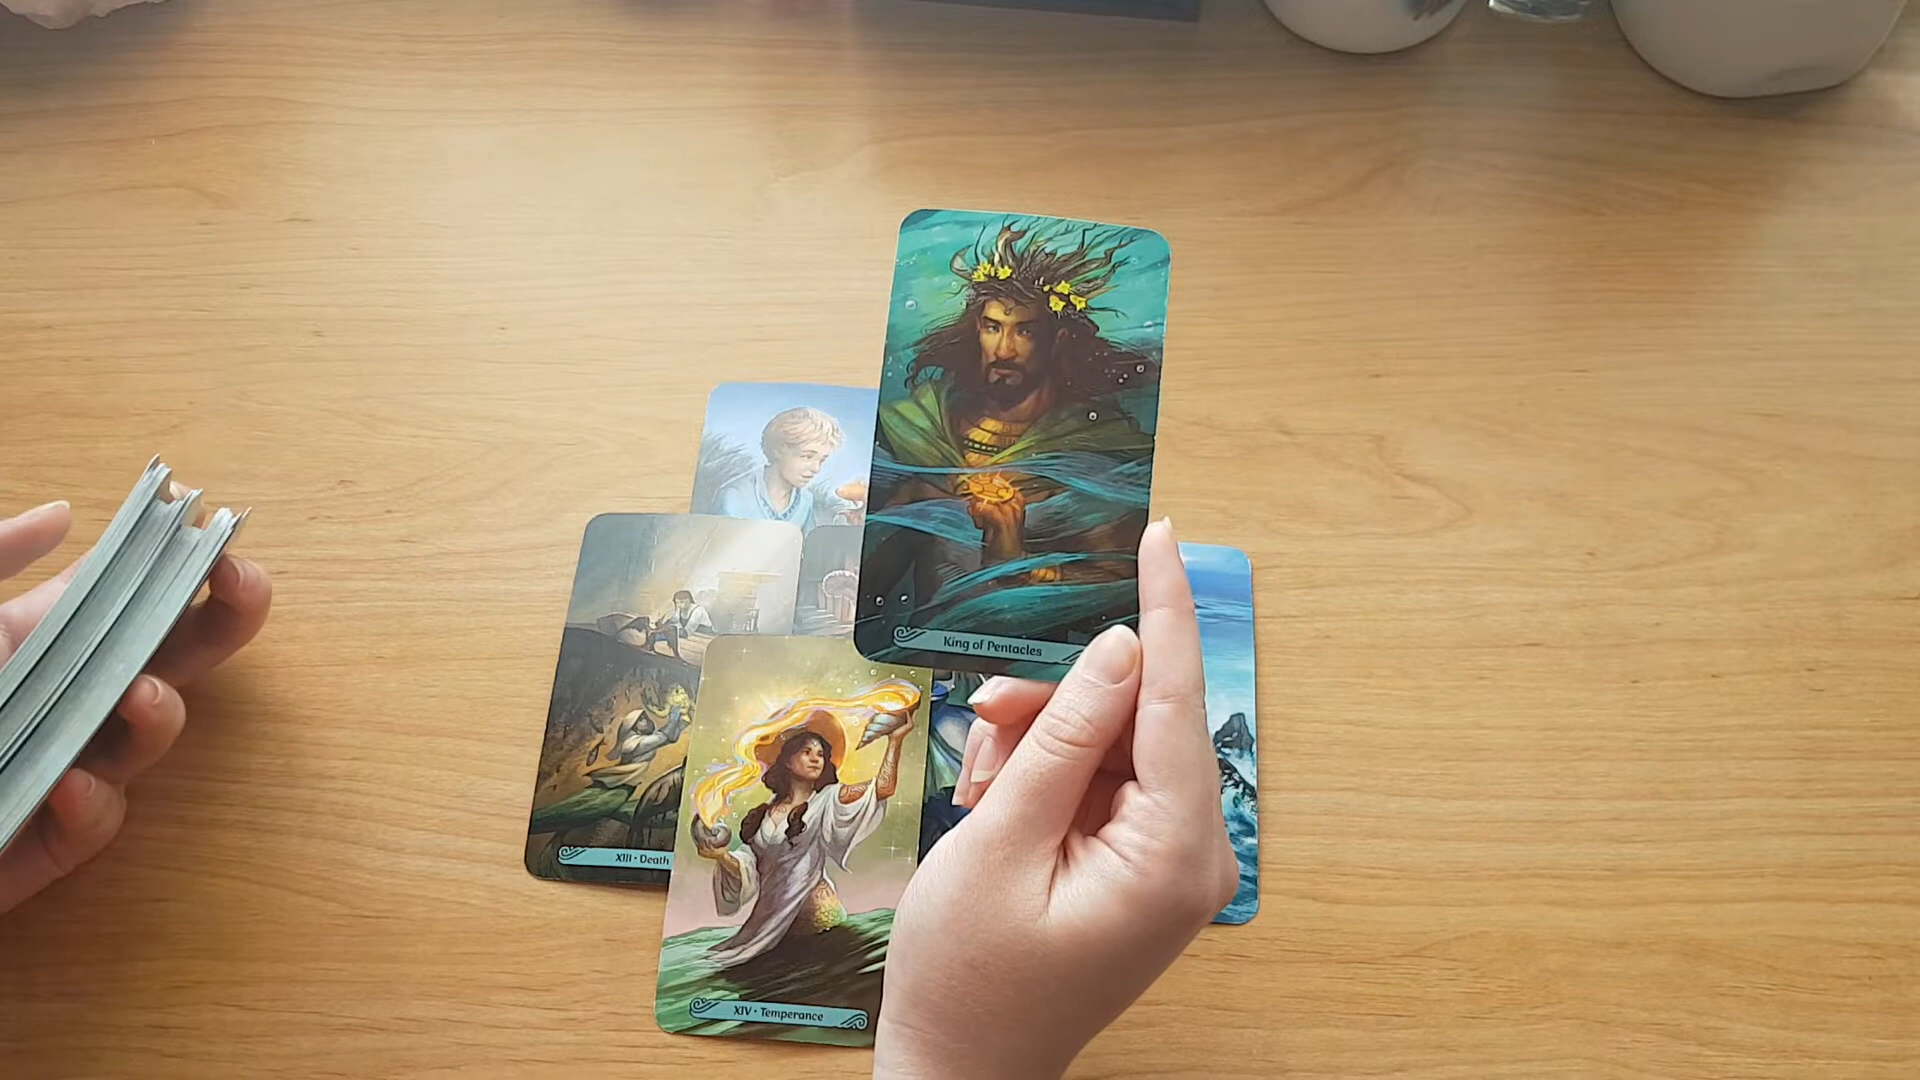 King of Pentacles
XIII • Death
XIV • Temperance